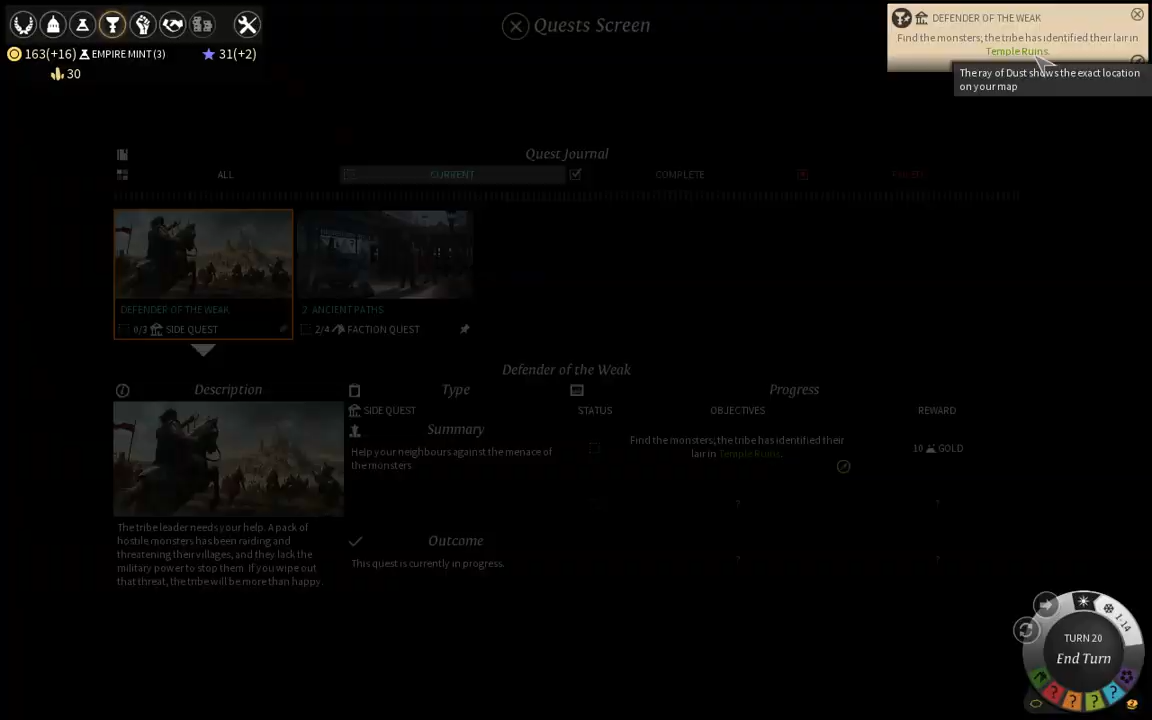 Quests Screen
163(+16) EMPIRE MINT (3)
31(+2)
30
DEFENDER OF THE WEAK
Find the monsters; the tribe has identified their lair in
Temple Ruins.
The ray of Dust shows the exact location
on your map
Quest Journal
ALL
CURRENT
COMPLETE
FAILED
DEFENDER OF THE WEAK
0/3 SIDE QUEST
2 ANCIENT PATHS
2/4 FACTION QUEST
Defender of the Weak
Description
Type
Progress
SIDE QUEST
STATUS
OBJECTIVES
REWARD
Summary
Help your neighbours against the menace of
the monsters
Find the monsters; the tribe has identified their
lair in Temple Ruins.
10 GOLD
?
?
Outcome
This quest is currently in progress.
?
?
The tribe leader needs your help. A pack of
hostile monsters has been raiding and
threatening their villages, and they lack the
military power to stop them. If you wipe out
that threat, the tribe will be more than happy.
1-14
TURN 20
End Turn
? ? ? ?
2